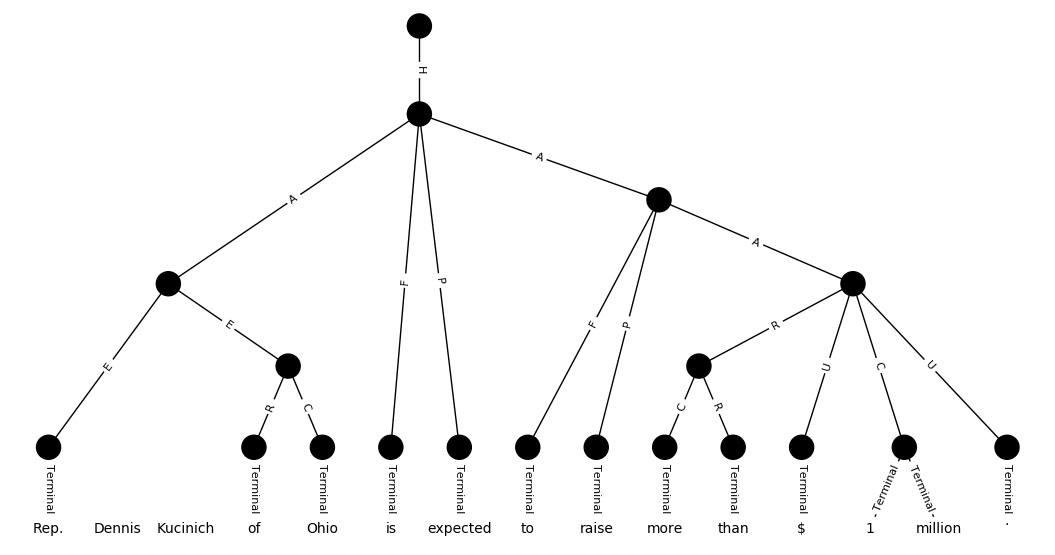 H
A
A
A
F
P
E
E
F
P
R
U
C
U
R
C
C
R
Terminal Terminal Terminal Terminal Terminal Terminal Terminal Terminal Terminal Terminal Terminal Terminal Terminal
Rep. Dennis Kucinich of Ohio is expected to raise more than $ 1 million .